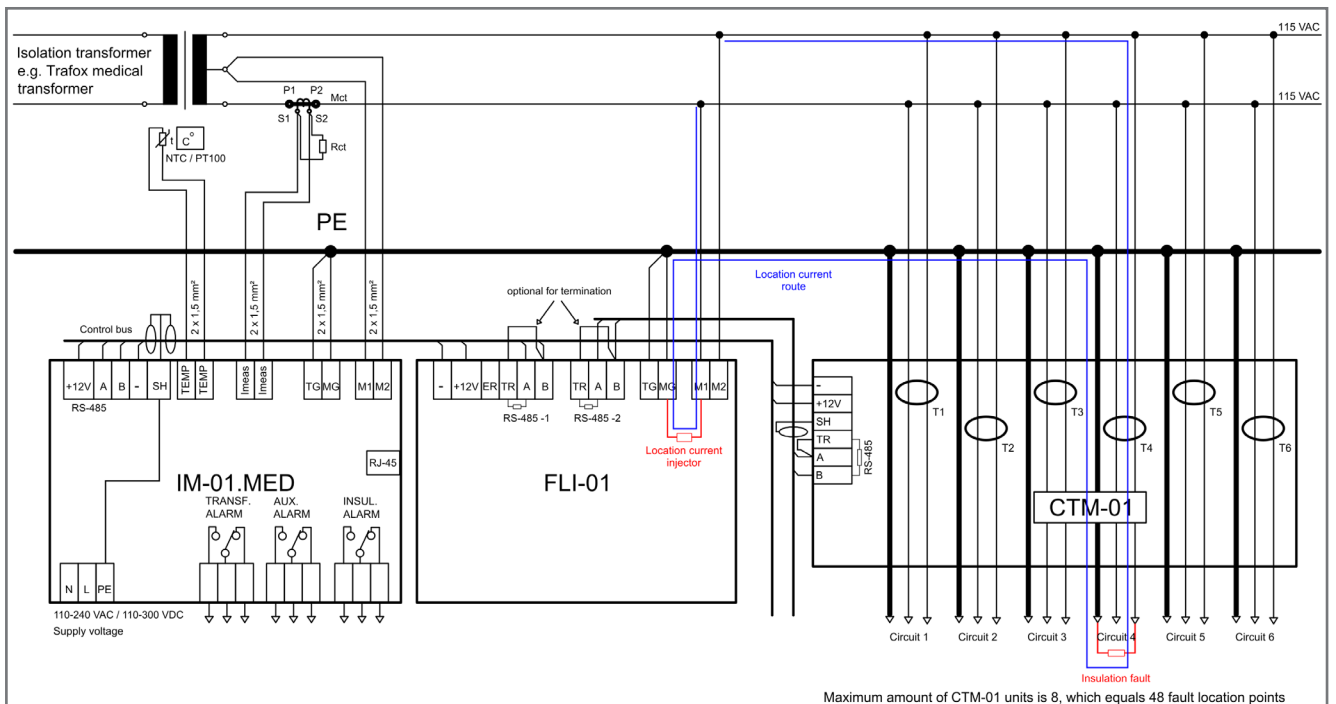 115 VAC
Isolation transformer
e.g. Trafox medical
transformer
P1 P2 Mct
115 VAC
S1 S2
t C°
Rct
NTC / PT100
PE
Location current
route
2 x 1,5 mm²
2 x 1,5 mm²
2 x 1,5 mm²
optional for termination
Control bus
+12V A B - SH TEMP TEMP Imeas Imeas TG MG M1 M2
RS-485
- +12V ER TR A B TR A B TG MG M1 M2
RS-485 -1 RS-485 -2
-
+12V
SH
TR
A
B
RS-485
T1
T2
T3
T4
T5
T6
Location current
injector
RJ-45
IM-01.MED
FLI-01
CTM-01
TRANSF.
ALARM
AUX.
ALARM
INSUL.
ALARM
N L PE
110-240 VAC / 110-300 VDC
Supply voltage
Circuit 1 Circuit 2 Circuit 3 Circuit 4 Circuit 5 Circuit 6
Insulation fault
Maximum amount of CTM-01 units is 8, which equals 48 fault location points